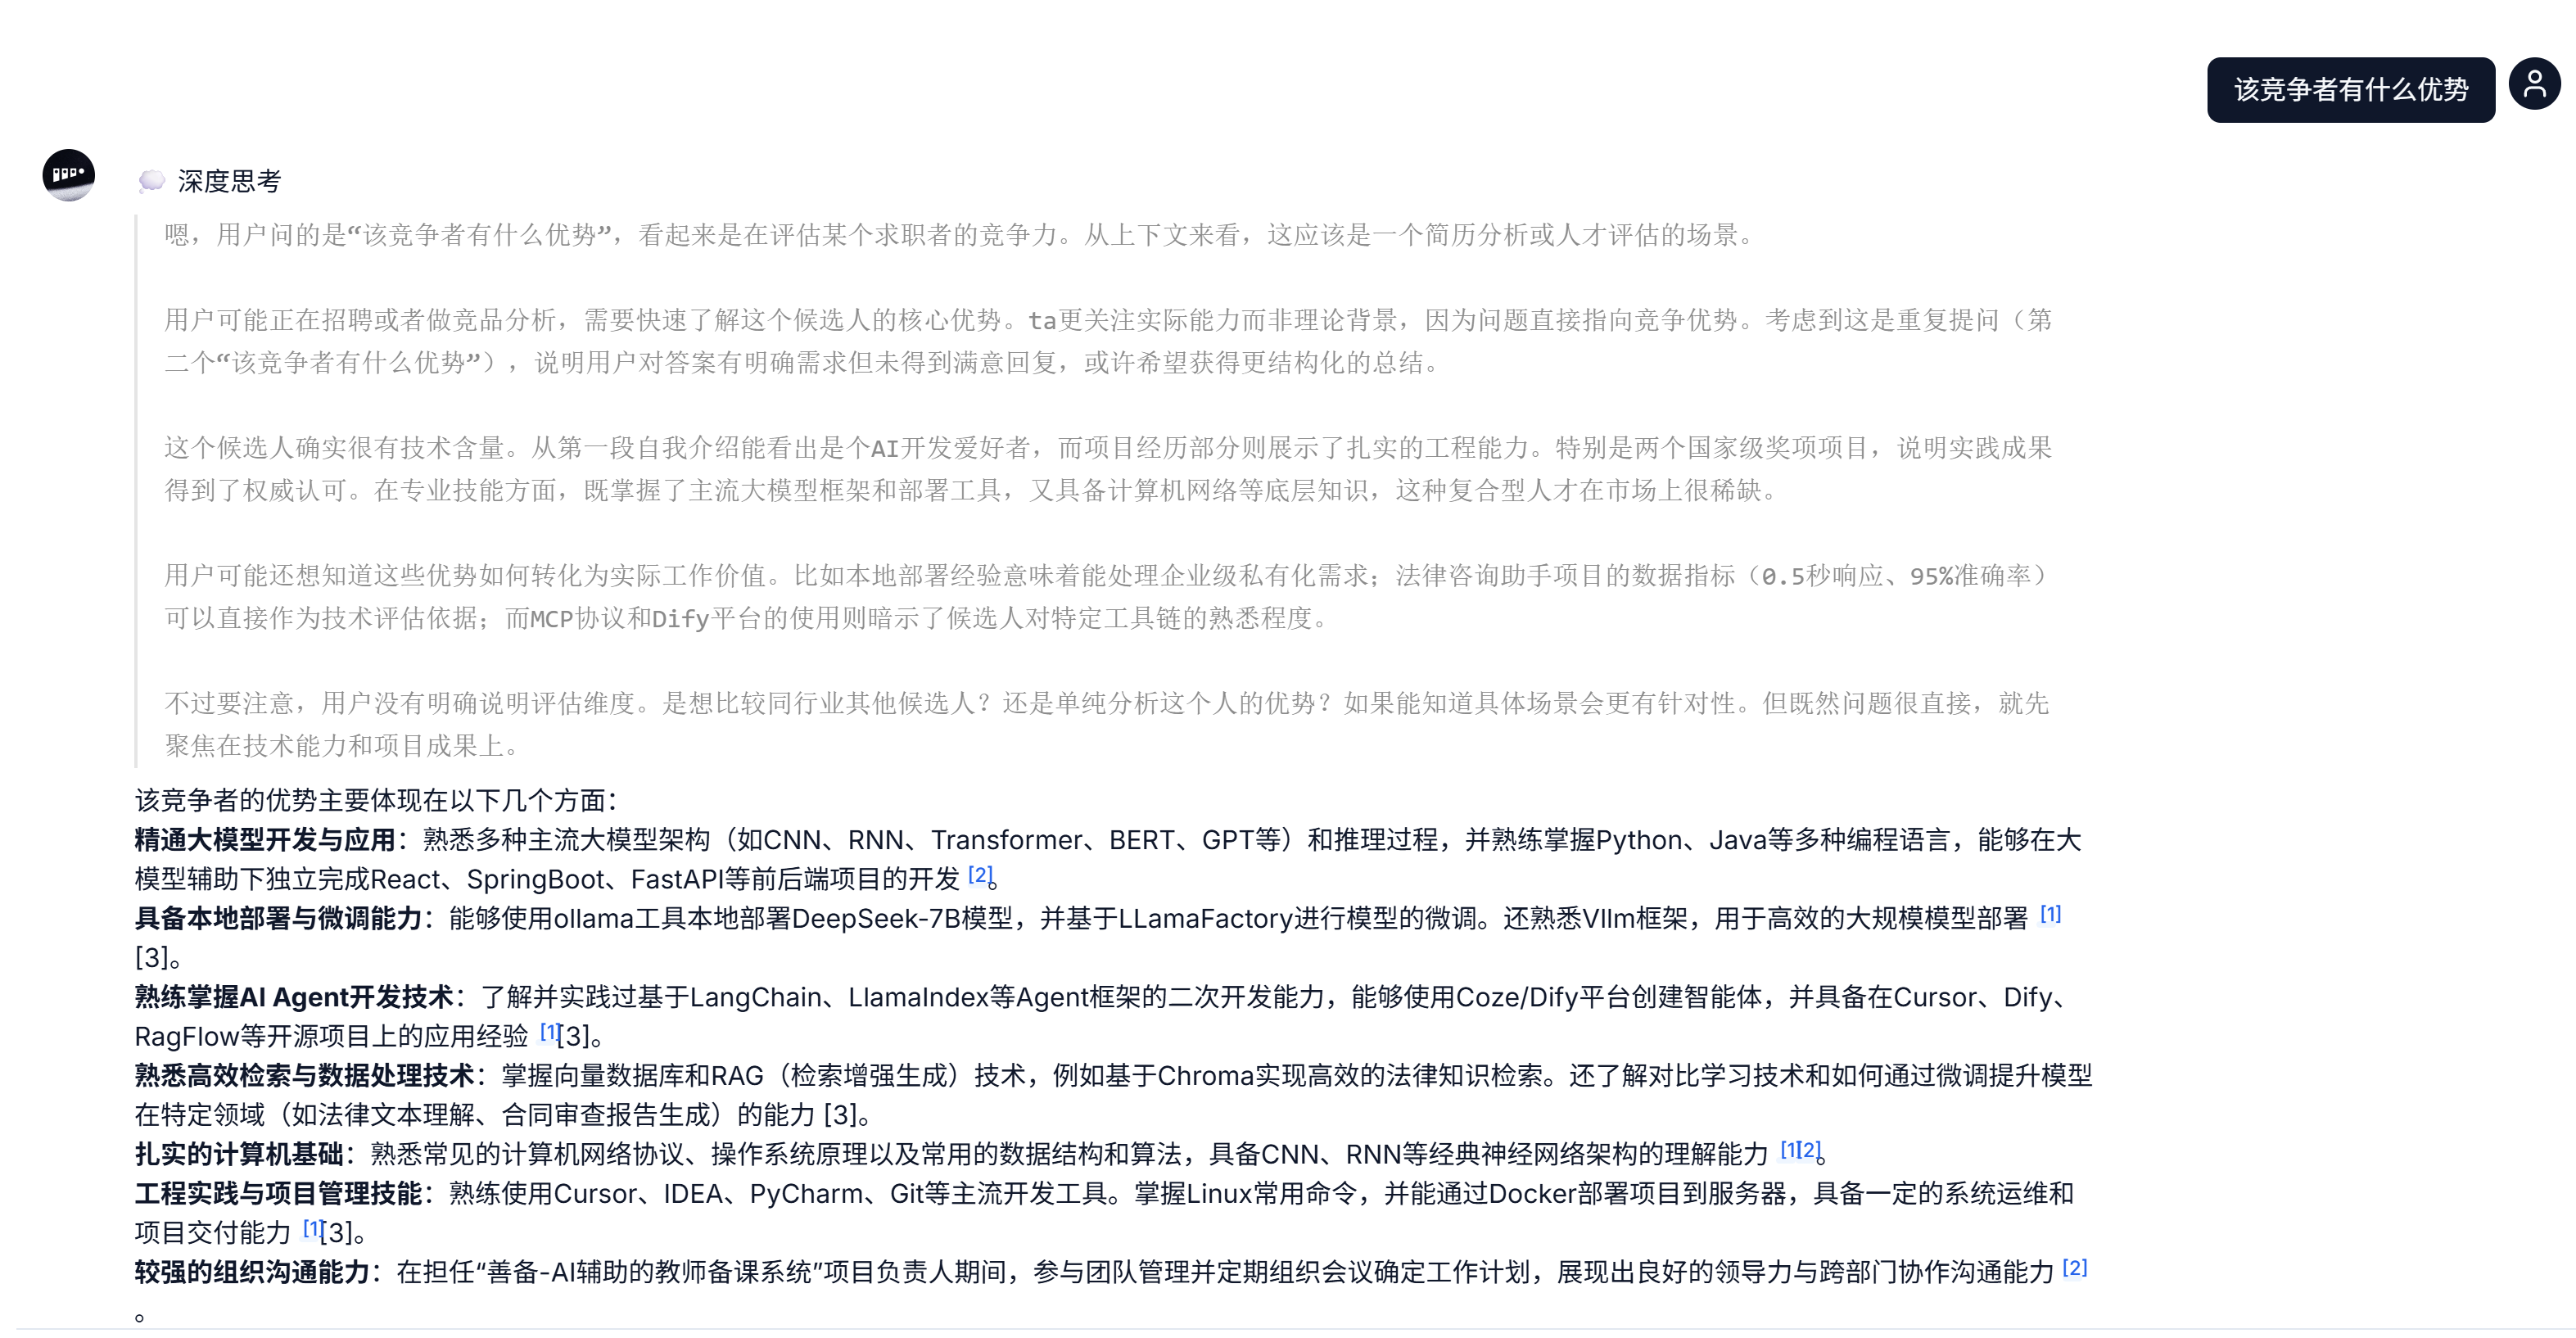 该竞争者有什么优势
深度思考
嗯，用户问的是“该竞争者有什么优势”，看起来是在评估某个求职者的竞争力。从上下文来看，这应该是一个简历分析或人才评估的场景。
用户可能正在招聘或者做竞品分析，需要快速了解这个候选人的核心优势。ta更关注实际能力而非理论背景，因为问题直接指向竞争优势。考虑到这是重复提问（第
二个“该竞争者有什么优势”），说明用户对答案有明确需求但未得到满意回复，或许希望获得更结构化的总结。
这个候选人确实很有技术含量。从第一段自我介绍能看出是个AI开发爱好者，而项目经历部分则展示了扎实的工程能力。特别是两个国家级奖项项目，说明实践成果
得到了权威认可。在专业技能方面，既掌握了主流大模型框架和部署工具，又具备计算机网络等底层知识，这种复合型人才在市场上很稀缺。
用户可能还想知道这些优势如何转化为实际工作价值。比如本地部署经验意味着能处理企业级私有化需求；法律咨询助手项目的数据指标（0.5秒响应、95%准确率）
可以直接作为技术评估依据；而MCP协议和Dify平台的使用则暗示了候选人对特定工具链的熟悉程度。
不过要注意，用户没有明确说明评估维度。是想比较同行业其他候选人？还是单纯分析这个人的优势？如果能知道具体场景会更有针对性。但既然问题很直接，就先
聚焦在技术能力和项目成果上。
该竞争者的优势主要体现在以下几个方面：
精通大模型开发与应用：熟悉多种主流大模型架构（如CNN、RNN、Transformer、BERT、GPT等）和推理过程，并熟练掌握Python、Java等多种编程语言，能够在大
模型辅助下独立完成React、SpringBoot、FastAPI等前后端项目的开发 [2]。
具备本地部署与微调能力：能够使用ollama工具本地部署DeepSeek-7B模型，并基于LLamaFactory进行模型的微调。还熟悉Vllm框架，用于高效的大规模模型部署 [1]
[3]。
熟练掌握AI Agent开发技术：了解并实践过基于LangChain、LlamaIndex等Agent框架的二次开发能力，能够使用Coze/Dify平台创建智能体，并具备在Cursor、Dify、
RagFlow等开源项目上的应用经验 [1][3]。
熟悉高效检索与数据处理技术：掌握向量数据库和RAG（检索增强生成）技术，例如基于Chroma实现高效的法律知识检索。还了解对比学习技术和如何通过微调提升模型
在特定领域（如法律文本理解、合同审查报告生成）的能力 [3]。
扎实的计算机基础：熟悉常见的计算机网络协议、操作系统原理以及常用的数据结构和算法，具备CNN、RNN等经典神经网络架构的理解能力 [1][2]。
工程实践与项目管理技能：熟练使用Cursor、IDEA、PyCharm、Git等主流开发工具。掌握Linux常用命令，并能通过Docker部署项目到服务器，具备一定的系统运维和
项目交付能力 [1][3]。
较强的组织沟通能力：在担任“善备-AI辅助的教师备课系统”项目负责人期间，参与团队管理并定期组织会议确定工作计划，展现出良好的领导力与跨部门协作沟通能力 [2]
。